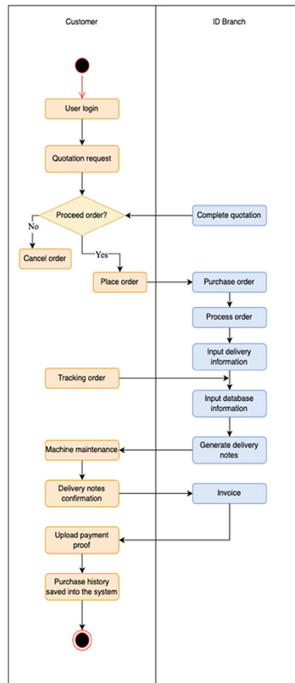 Customer
ID Branch
User login
Quotation request
Proceed order?
Complete quotation
No
Yes
Cancel order
Place order
Purchase order
Process order
Input delivery
information
Tracking order
Input database
information
Machine maintenance
Generate delivery
notes
Delivery notes
confirmation
Invoice
Upload payment
proof
Purchase history
saved into the system